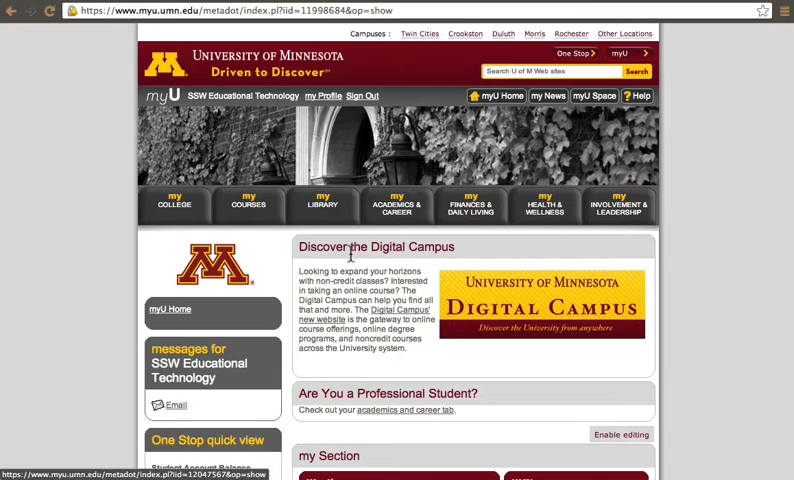 https://www.myu.umn.edu/metadot/index.pl?iid=11998684&op=show
Campuses : Twin Cities Crookston Duluth Morris Rochester Other Locations
UNIVERSITY OF MINNESOTA
Driven to Discover
One Stop
myU
Search U of M Web sites
Search
myU SSW Educational Technology my Profile Sign Out
myU Home
my News
myU Space
? Help
my COLLEGE
my COURSES
my LIBRARY
my ACADEMICS & CAREER
my FINANCES & DAILY LIVING
my HEALTH & WELLNESS
my INVOLVEMENT & LEADERSHIP
M
myU Home
messages for
SSW Educational
Technology
Email
One Stop quick view
Student Account Balance
Discover the Digital Campus
Looking to expand your horizons
with non-credit classes? Interested
in taking an online course? The
Digital Campus can help you find all
that and more. The Digital Campus'
new website is the gateway to online
course offerings, online degree
programs, and noncredit courses
across the University system.
UNIVERSITY OF MINNESOTA
DIGITAL CAMPUS
Discover the University from anywhere
Are You a Professional Student?
Check out your academics and career tab.
Enable editing
my Section
https://www.myu.umn.edu/metadot/index.pl?iid=12047567&op=show